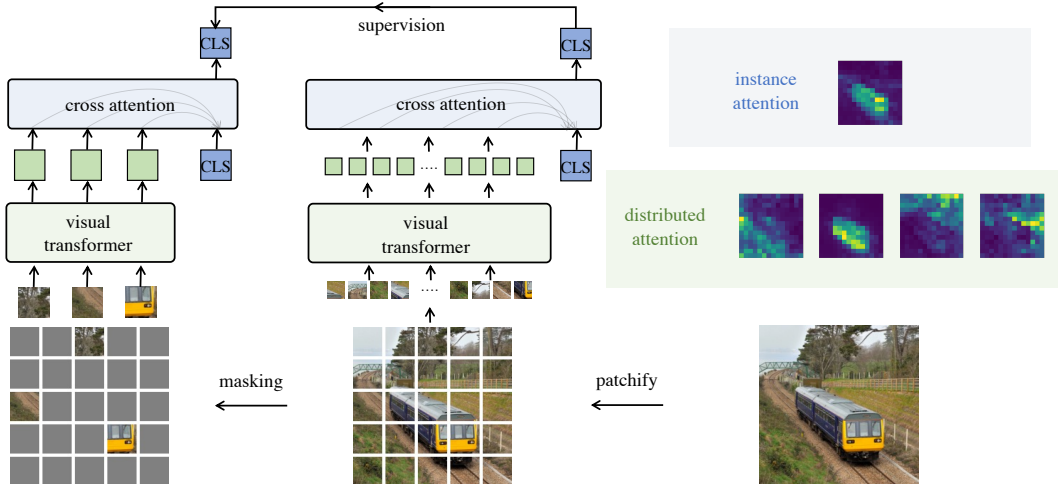 supervision
CLS
CLS
cross attention
cross attention
instance
attention
CLS
....
CLS
distributed
attention
visual
transformer
visual
transformer
....
masking
patchify